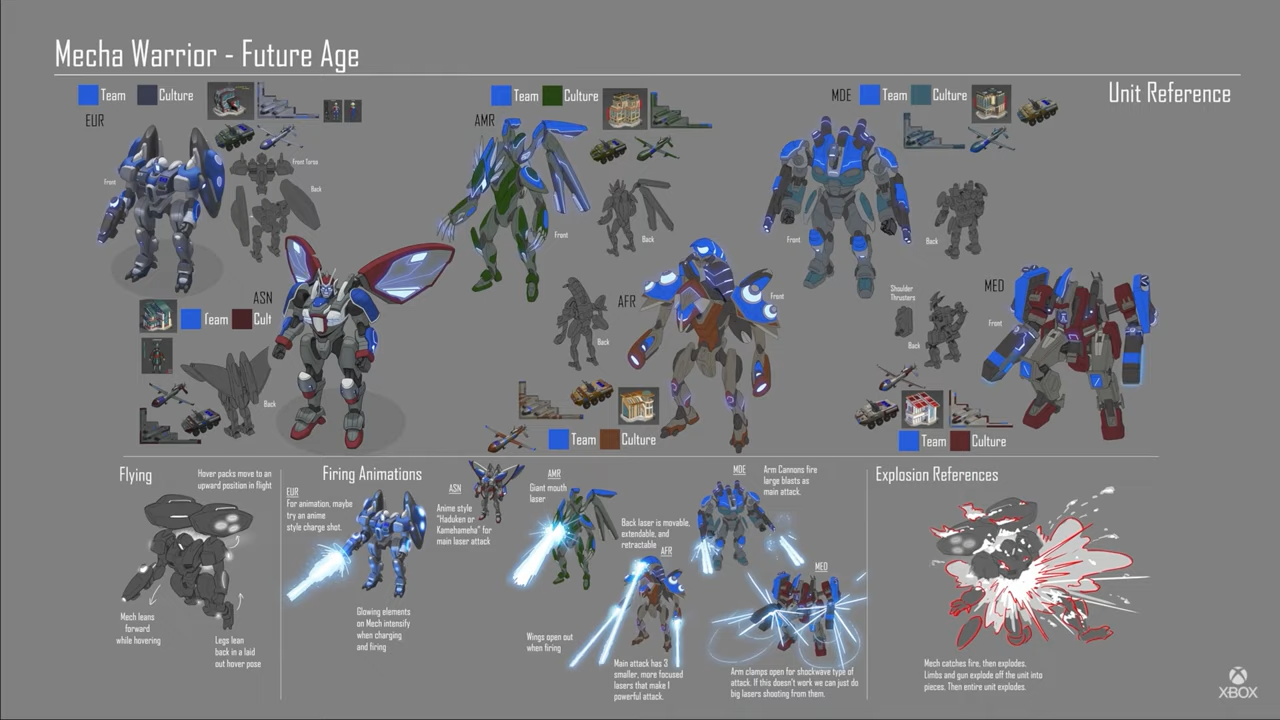 Mecha Warrior - Future Age
Unit Reference
Team Culture
EUR
Front
Front Torso
Back
Team Culture
AMR
Front
Back
MDE Team Culture
Front
Back
ASN
Team Cult
Back
AFR
Front
Back
Team Culture
MED
Shoulder
Thrusters
Front
Back
Team Culture
Flying
Hover packs move to an
upward position in flight
Mech leans
forward
while hovering
Legs lean
back in a laid
out hover pose
Firing Animations
EUR
For animation, maybe
try an anime
style charge shot.
Glowing elements
on Mech intensify
when charging
and firing
ASN
Anime style
"Haduken or
Kamehameha" for
main laser attack
AMR
Giant mouth
laser
Wings open out
when firing
Back laser is movable,
extendable, and
retractable
AFR
Main attack has 3
smaller, more focused
lasers that make 1
powerful attack.
MDE
Arm Cannons fire
large blasts as
main attack.
MED
Arm clamps open for shockwave type of
attack. If this doesn't work we can just do
big lasers shooting from them.
Explosion References
Mech catches fire, then explodes.
Limbs and gun explode off the unit into
pieces. Then entire unit explodes.
XBOX